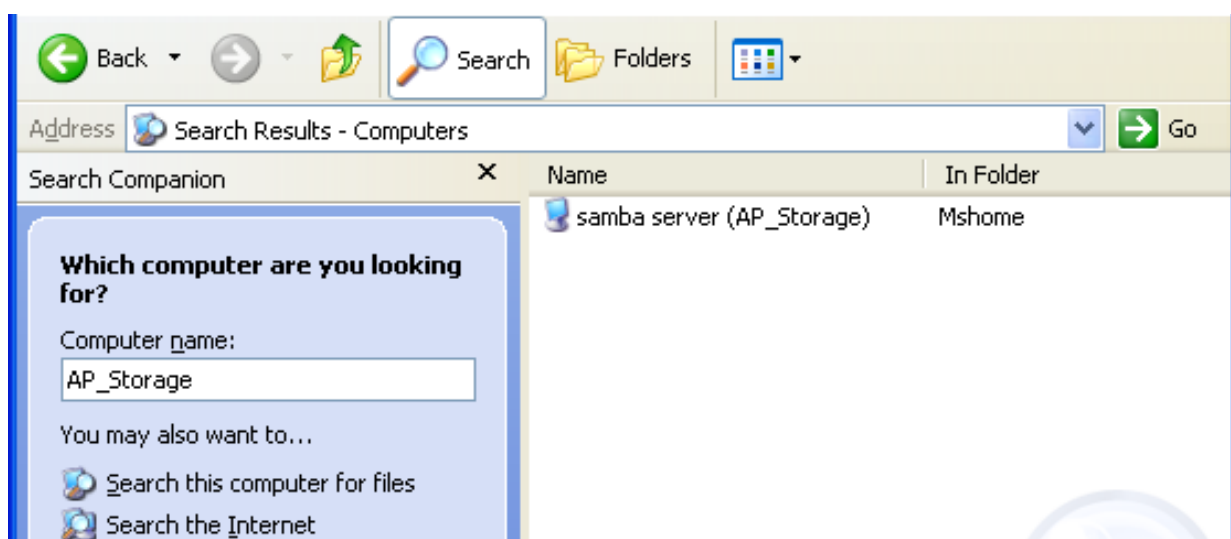 Back Search Folders
Address Search Results - Computers Go
Search Companion
Which computer are you looking
for?
Computer name:
AP_Storage
You may also want to...
Search this computer for files
Search the Internet
Name In Folder
samba server (AP_Storage) Mshome